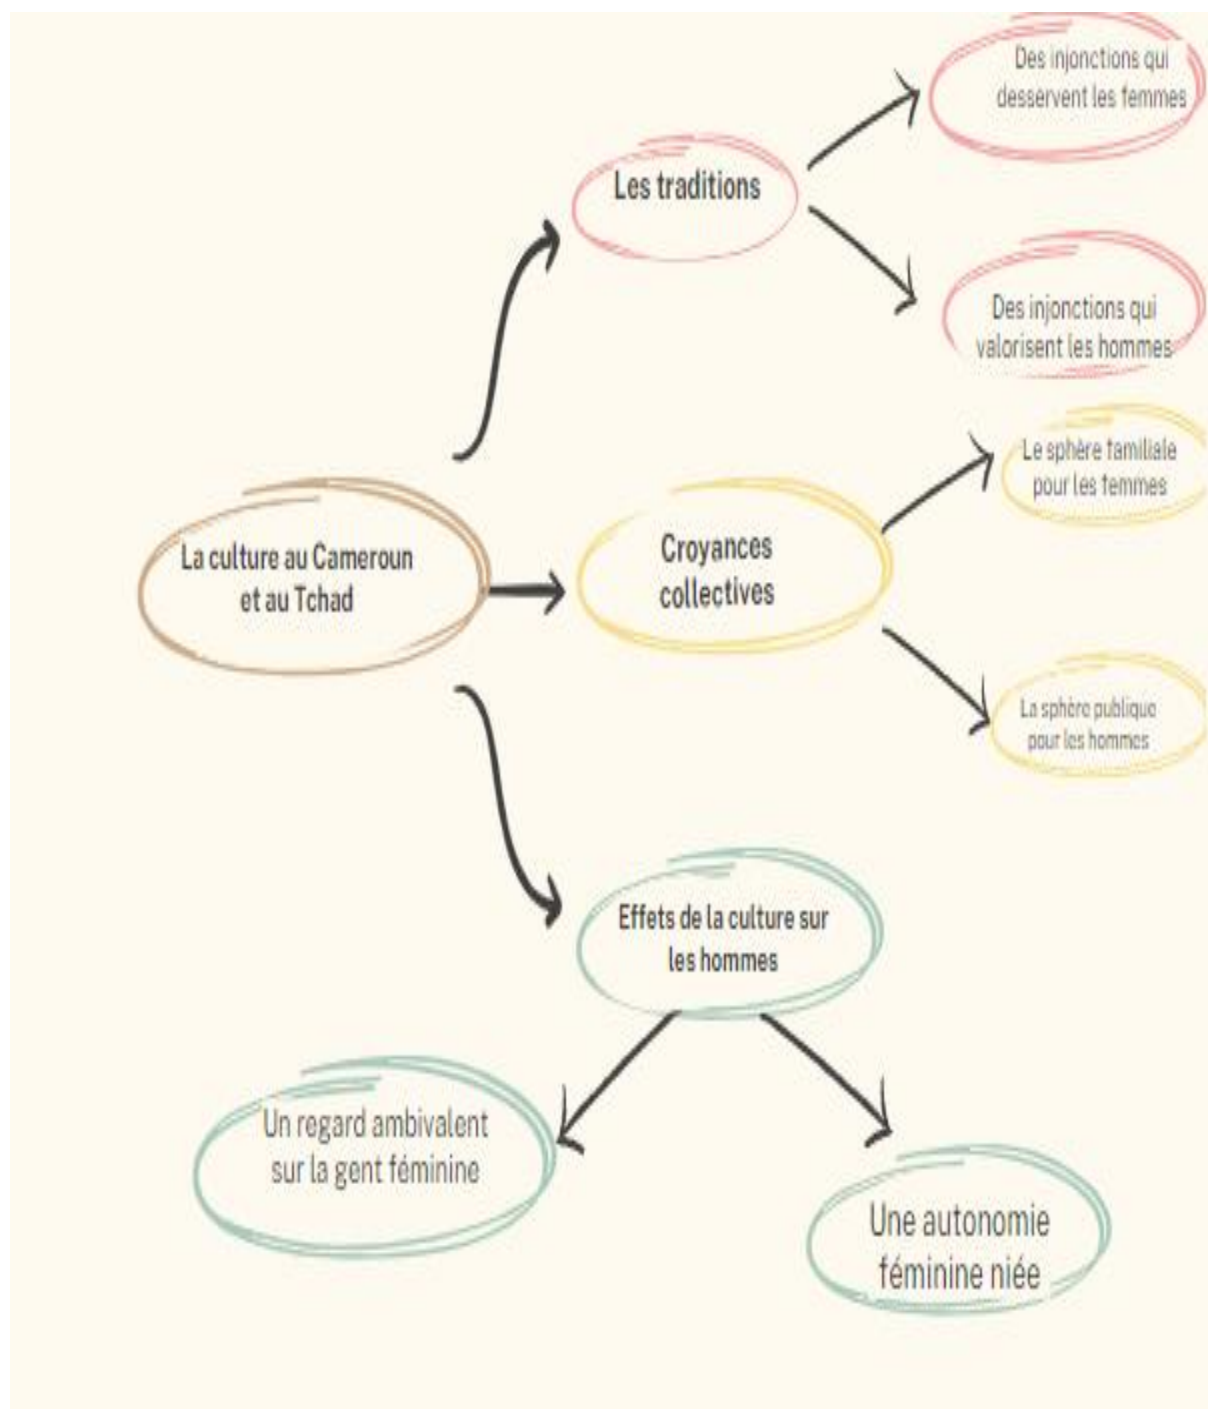 Des injonctions qui
desservent les femmes
Les traditions
Des injonctions qui
valorisent les hommes
Le sphère familiale
pour les femmes
La culture au Cameroun
et au Tchad
Croyances
collectives
La sphère publique
pour les hommes
Effets de la culture sur
les hommes
Un regard ambivalent
sur la gent féminine
Une autonomie
féminine niée